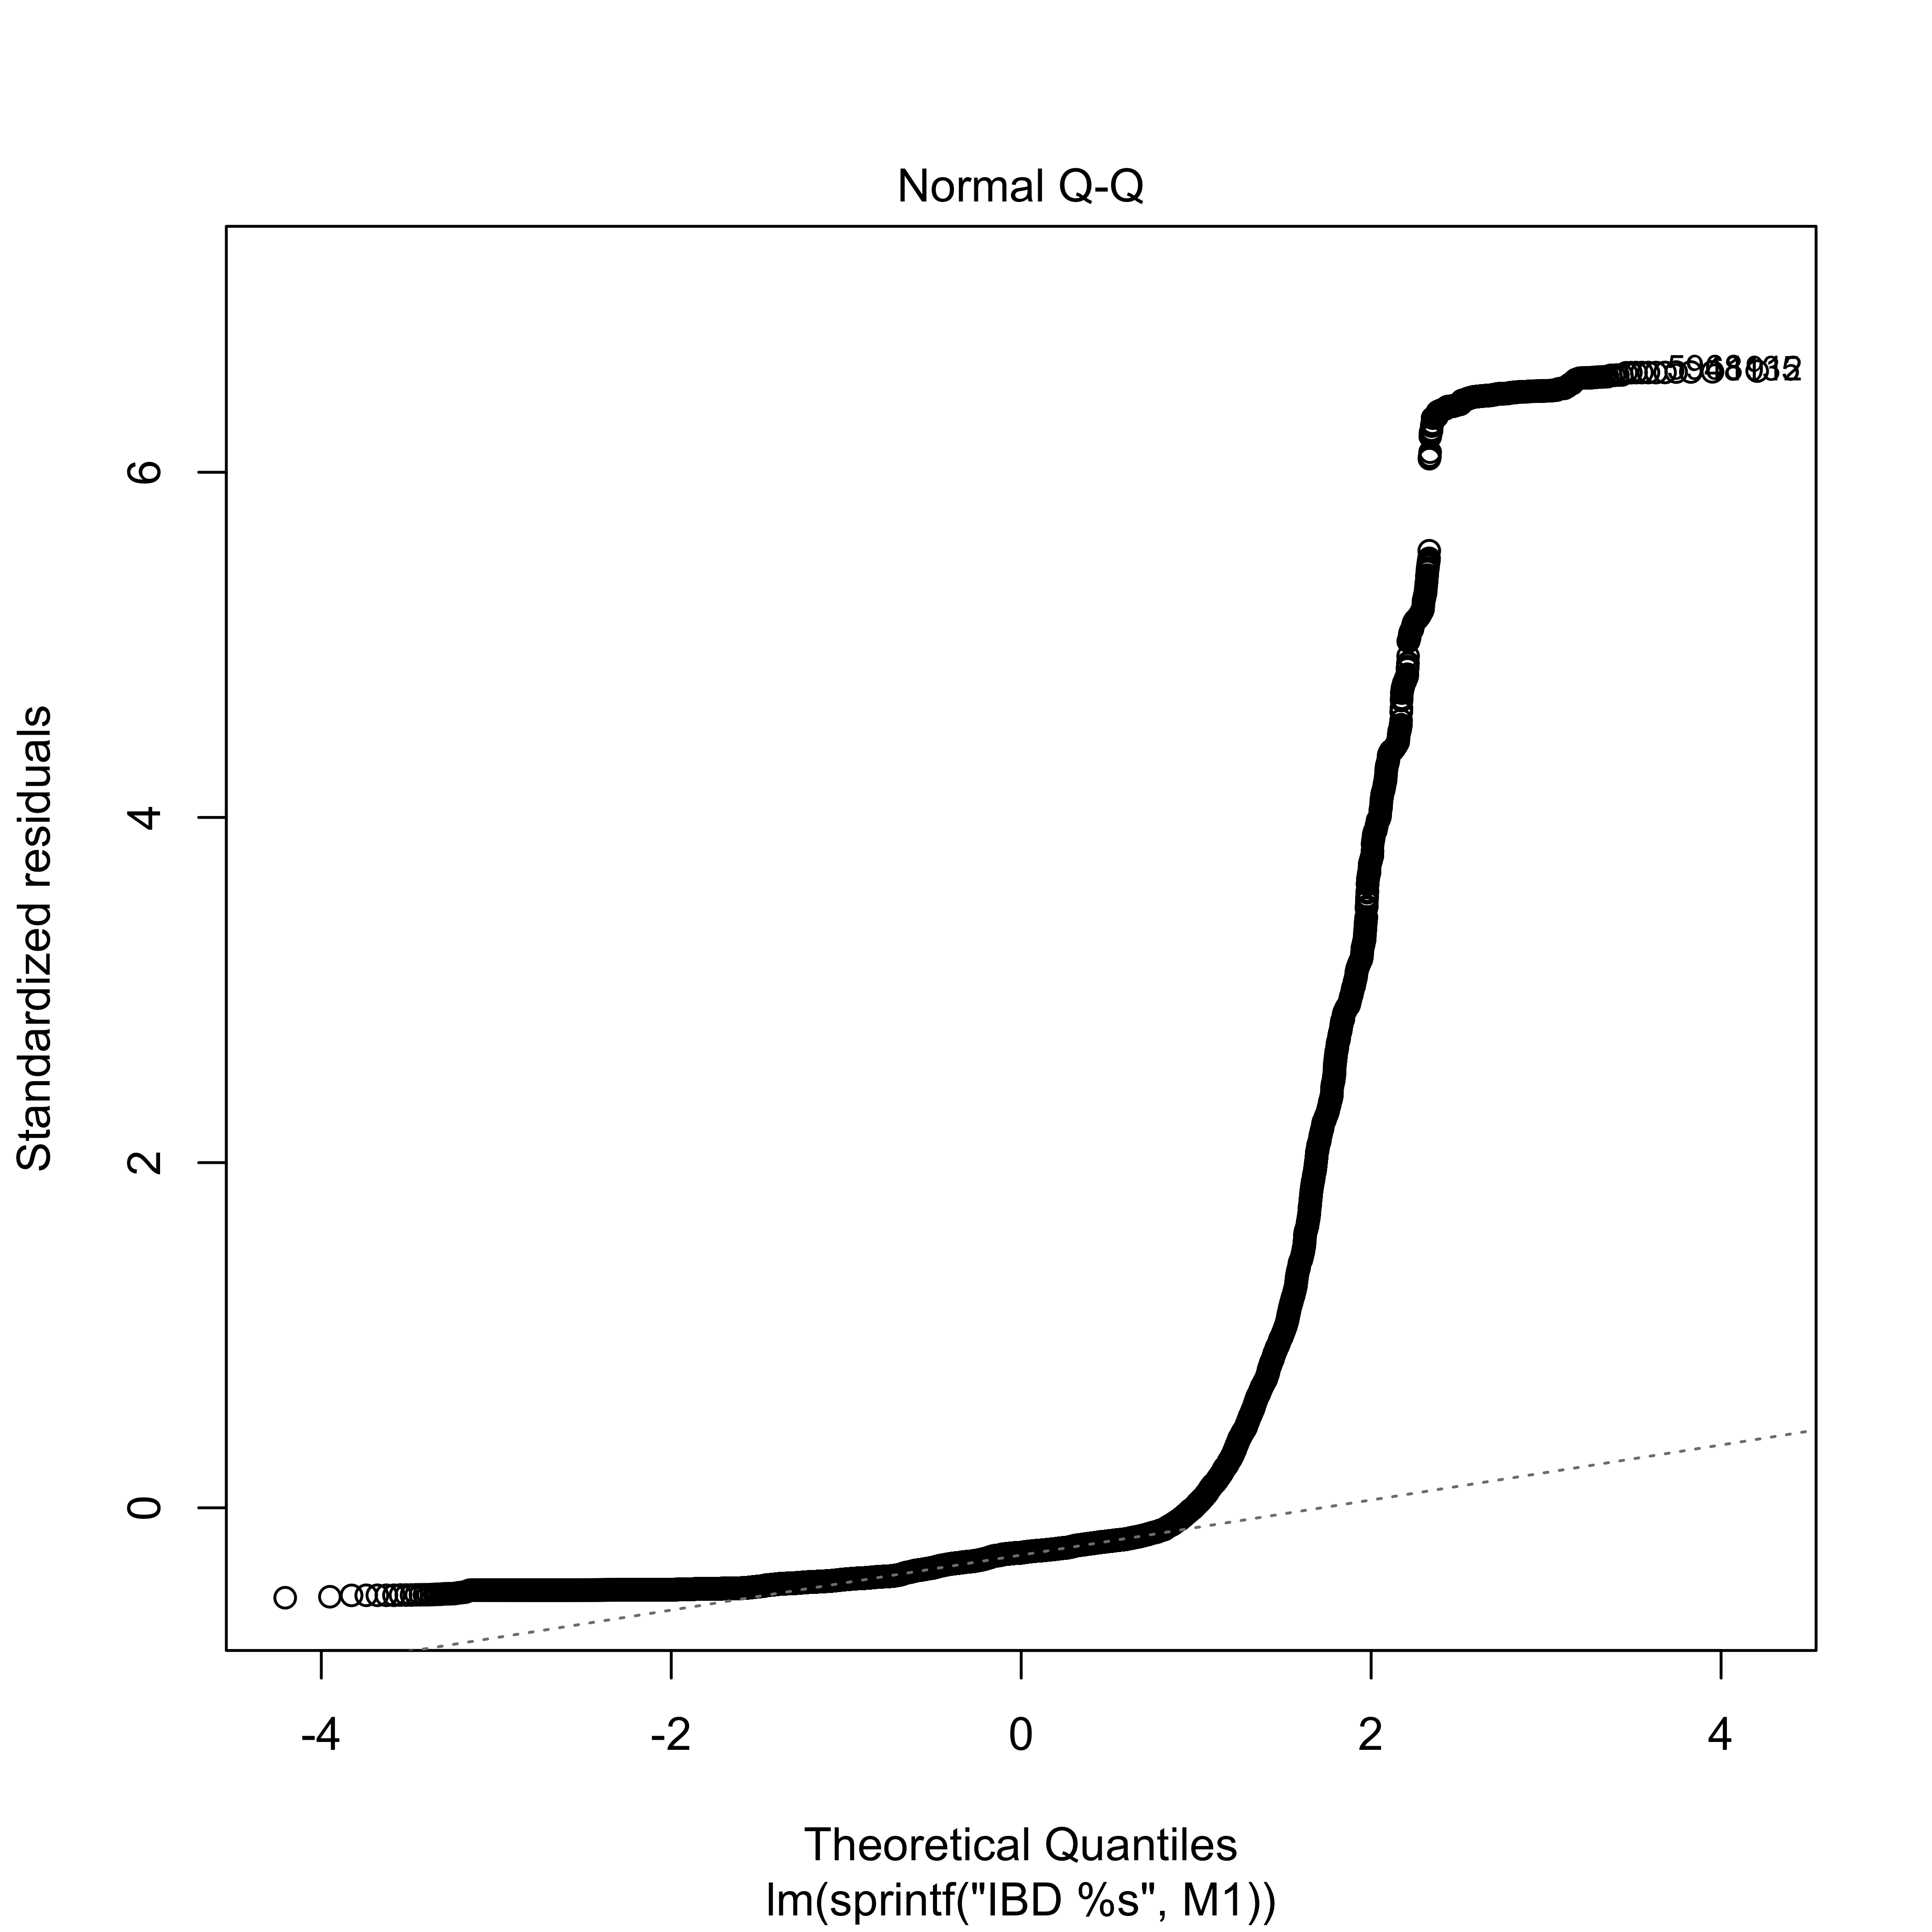 Normal Q-Q
Standardized residuals
6
4
2
0
-4
-2
0
2
4
Theoretical Quantiles
lm(sprintf("IBD %s", M1))